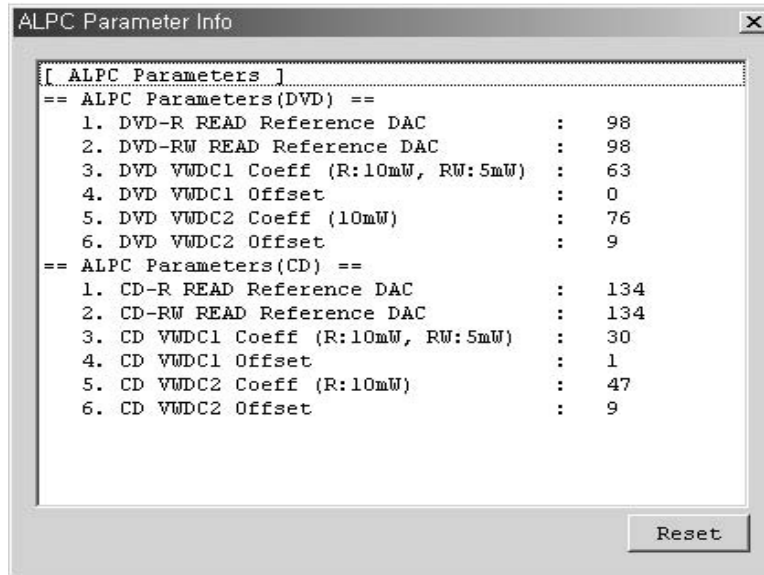 ALPC Parameter Info
[ ALPC Parameters ]
== ALPC Parameters(DVD) ==
1. DVD-R READ Reference DAC : 98
2. DVD-RW READ Reference DAC : 98
3. DVD VWDC1 Coeff (R:10mW, RW:5mW) : 63
4. DVD VWDC1 Offset : 0
5. DVD VWDC2 Coeff (10mW) : 76
6. DVD VWDC2 Offset : 9
== ALPC Parameters(CD) ==
1. CD-R READ Reference DAC : 134
2. CD-RW READ Reference DAC : 134
3. CD VWDC1 Coeff (R:10mW, RW:5mW) : 30
4. CD VWDC1 Offset : 1
5. CD VWDC2 Coeff (R:10mW) : 47
6. CD VWDC2 Offset : 9
Reset